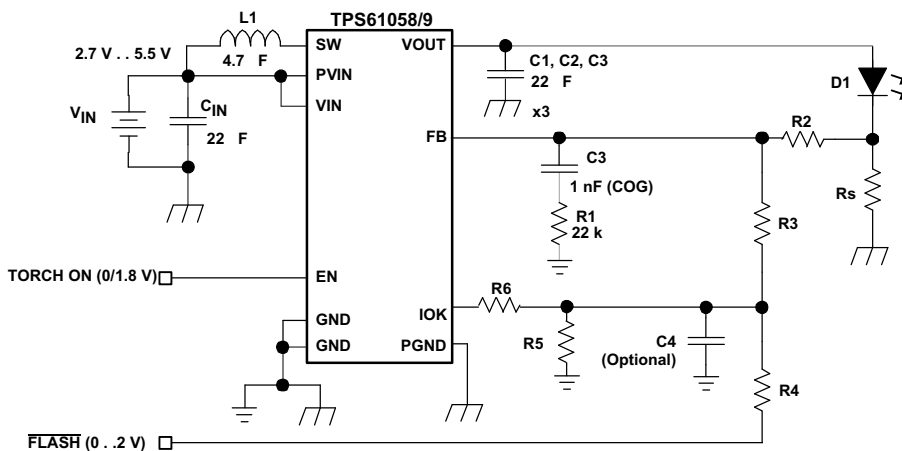 TPS61058/9
L1
2.7 V . . 5.5 V
4.7 F
SW
VOUT
C1, C2, C3
22 F
x3
D1
PVIN
VIN
VIN
CIN
22 F
FB
R2
C3
1 nF (COG)
R1
22 k
R3
Rs
TORCH ON (0/1.8 V)
EN
R6
IOK
GND
GND
PGND
R5
C4
(Optional)
R4
FLASH (0 . .2 V)